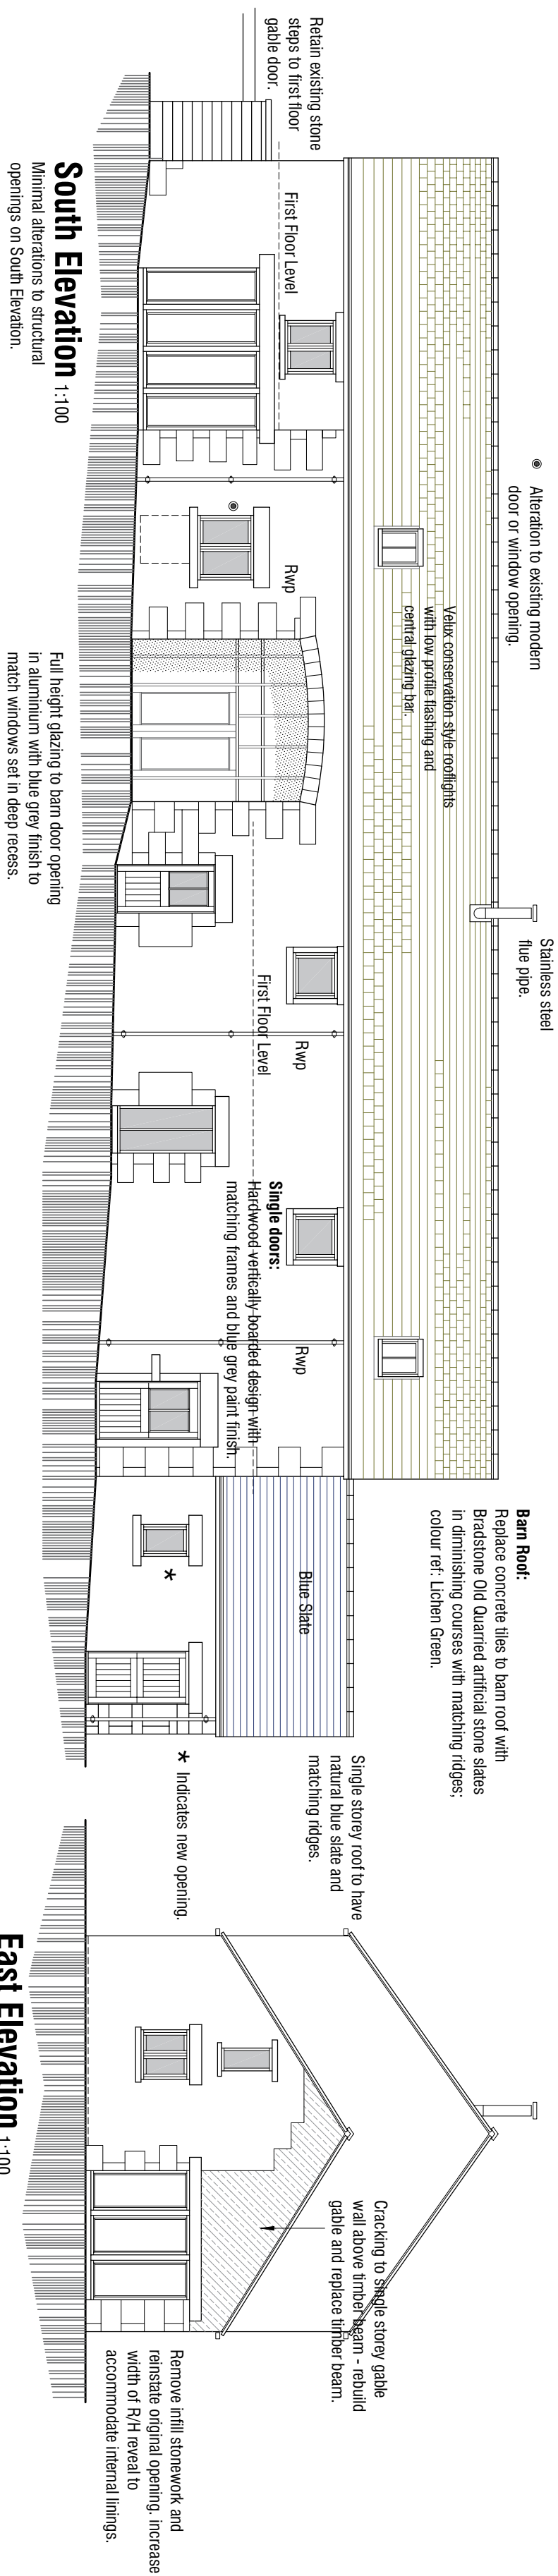 Retain existing stone
steps to first floor
gable door.
First Floor Level
South Elevation 1:100
Minimal alterations to structural
openings on South Elevation.
◉ Alteration to existing modern
door or window opening.
Rwp
Velux conservation style rooflights
with low profile flashing and
central glazing bar.
Full height glazing to barn door opening
in aluminium with blue grey finish to
match windows set in deep recess.
Stainless steel
flue pipe.
First Floor Level
Rwp
Single doors:
Hardwood vertically boarded design with
matching frames and blue grey paint finish.
Rwp
Barn Roof:
Replace concrete tiles to barn roof with
Bradstone Old Quarried artificial stone slates
in diminishing courses with matching ridges;
colour ref: Lichen Green.
Blue Slate
*
Single storey roof to have
natural blue slate and
matching ridges.
* Indicates new opening.
East Elevation 1:100
Cracking to single storey gable
wall above timber beam - rebuild
gable and replace timber beam.
Remove infill stonework and
reinstate original opening. increase
width of R/H reveal to
accommodate internal linings.